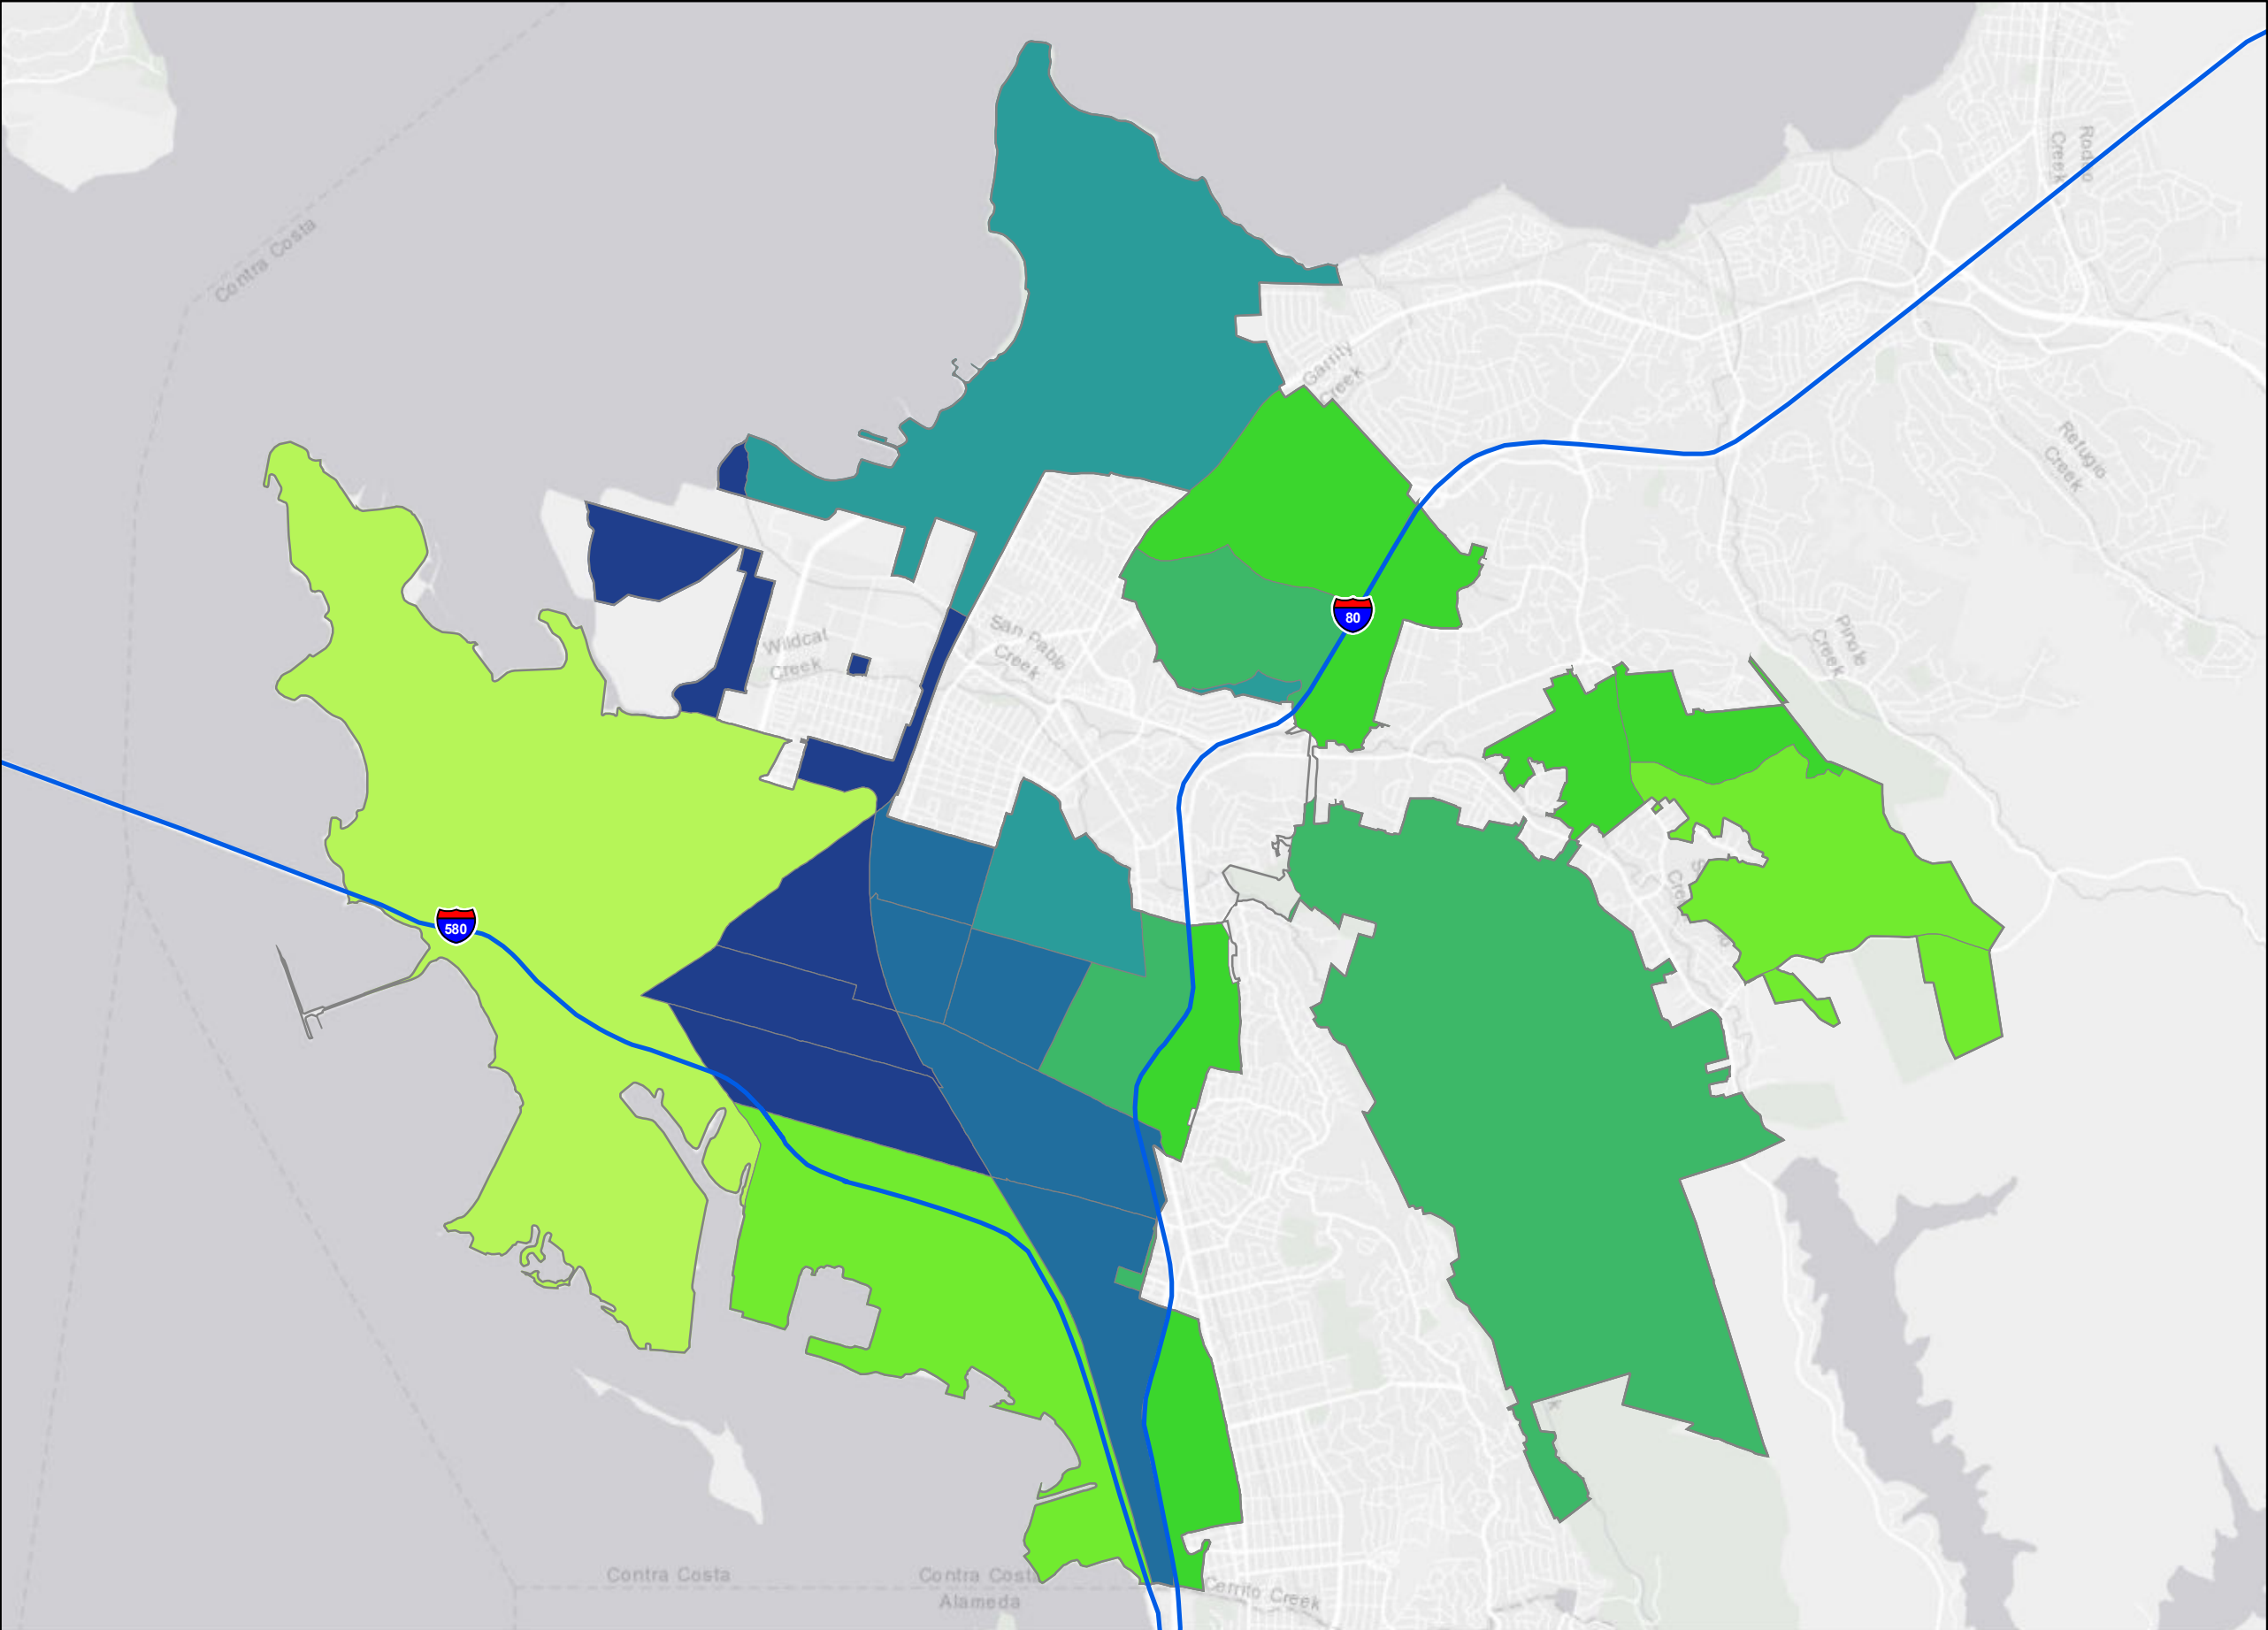 Rodeo
Creek
Contra Costa
Garrity
Creek
Refugio
Creek
80
San Pablo
Creek
Wildcat
Creek
Pinole
Creek
580
Contra Costa
Contra Costa
Alameda
Cerrito Creek